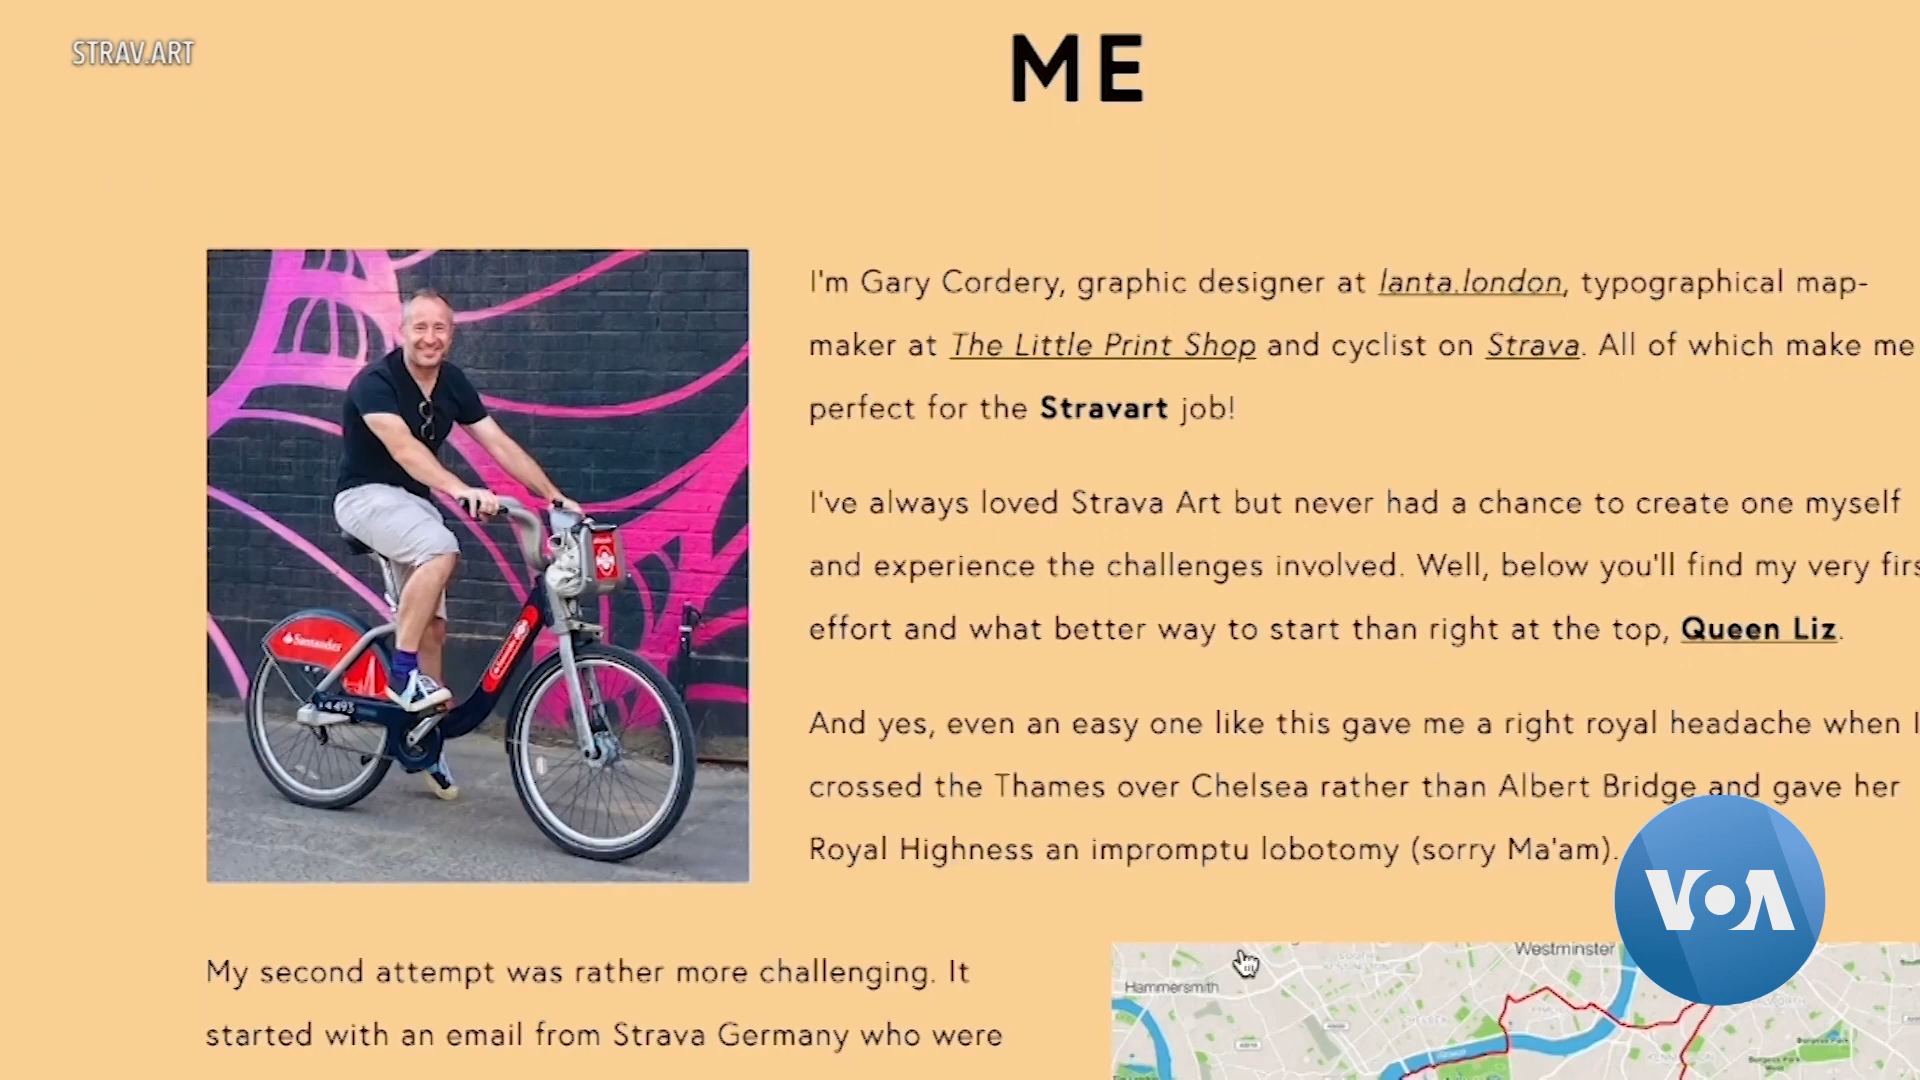 STRAV.ART
ME
I'm Gary Cordery, graphic designer at lanta.london, typographical map-
maker at The Little Print Shop and cyclist on Strava. All of which make me
perfect for the Stravart job!
I've always loved Strava Art but never had a chance to create one myself
and experience the challenges involved. Well, below you'll find my very firs
effort and what better way to start than right at the top, Queen Liz.
And yes, even an easy one like this gave me a right royal headache when I
crossed the Thames over Chelsea rather than Albert Bridge and gave her
Royal Highness an impromptu lobotomy (sorry Ma'am).
Santander
My second attempt was rather more challenging. It
started with an email from Strava Germany who were
VOA
Westminster
Hammersmith